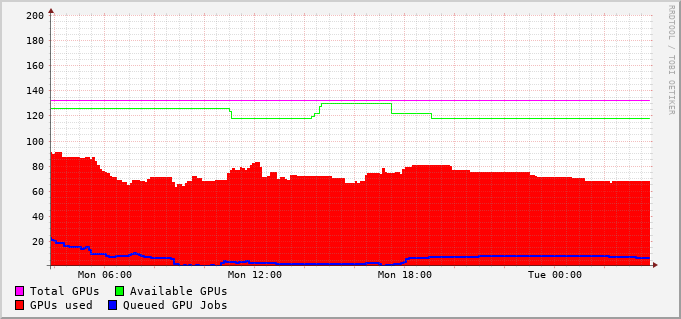 200
180
160
140
120
100
80
60
40
20
Mon 06:00 Mon 12:00 Mon 18:00 Tue 00:00
Total GPUs Available GPUs
GPUs used Queued GPU Jobs
RRDTOOL / TOBI OETIKER